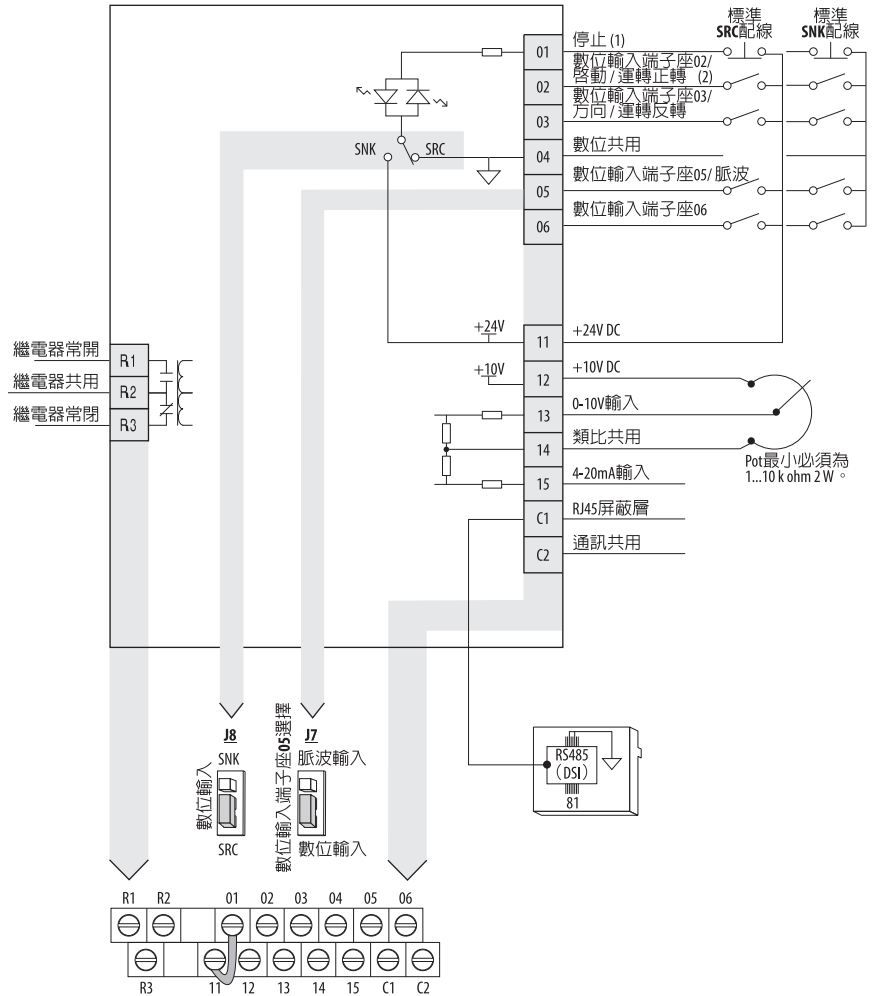 標準
SRC配線
標準
SNK配線
01
停止 (1)
數位輸入端子座02/
02
啓動 / 運轉正轉 (2)
數位輸入端子座03/
03
方向 / 運轉反轉
SNK
SRC
04
數位共用
05
數位輸入端子座05/ 脈波
06
數位輸入端子座06
+24V
11
+24V DC
+10V
12
+10V DC
13
0-10V輸入
14
類比共用
15
4-20mA輸入
C1
RJ45屏蔽層
C2
通訊共用
Pot最小必須為
1...10 k ohm 2 W。
繼電器常開
R1
繼電器共用
R2
繼電器常閉
R3
J8
SNK
數位輸入
SRC
數位輸入端子座05選擇
J7
脈波輸入
數位輸入
RS485
(DSI)
81
R1 R2 01 02 03 04 05 06
R3 11 12 13 14 15 C1 C2